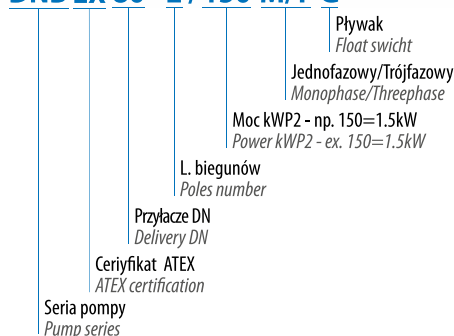 Pływak
Float swicht
Jednofazowy/Trójfazowy
Monophase/Threephase
Moc kWP2 - np. 150=1.5kW
Power kWP2 - ex. 150=1.5kW
L. biegunów
Poles number
Przyłacze DN
Delivery DN
Ceriyfikat ATEX
ATEX certification
Seria pompy
Pump series